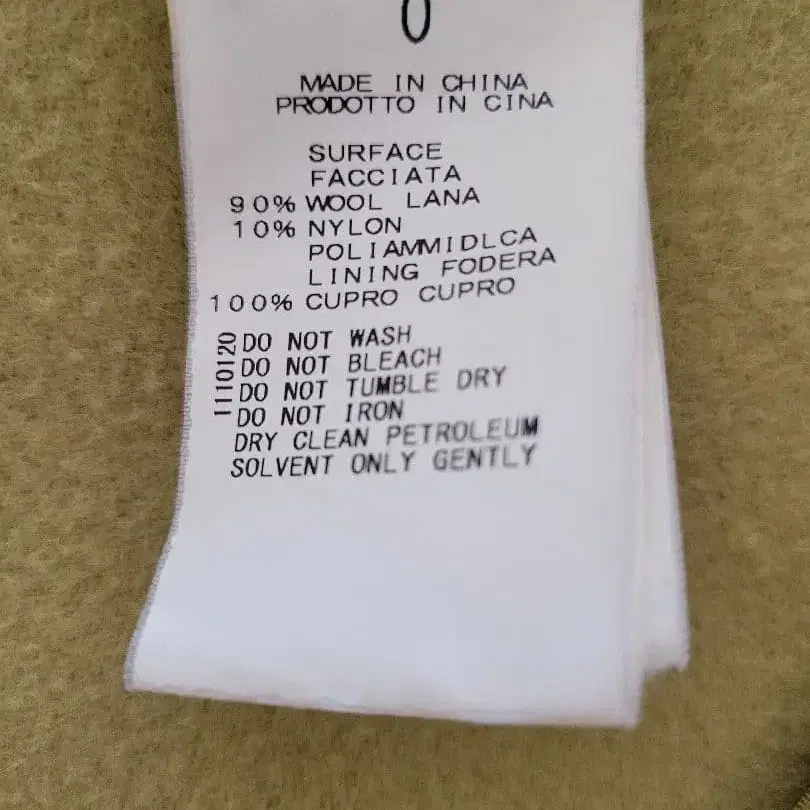 0
MADE IN CHINA
PRODOTTO IN CINA
SURFACE
FACCIATA
90% WOOL LANA
10% NYLON
POLIAMMIDLCA
LINING FODERA
100% CUPRO CUPRO
1110120
DO NOT WASH
DO NOT BLEACH
DO NOT TUMBLE DRY
DO NOT IRON
DRY CLEAN PETROLEUM
SOLVENT ONLY GENTLY